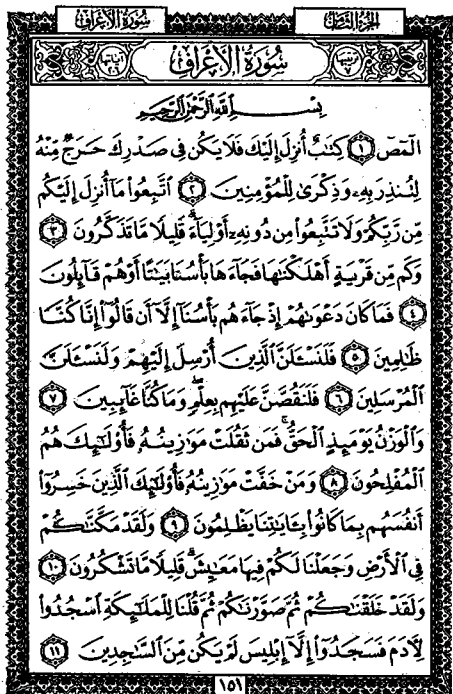 سُورَةُ الأَعْرَافِ
الجُزْءُ الثَّامِنُ
سُورَةُ الأَعْرَافِ
بِسْمِ اللَّهِ الرَّحْمَٰنِ الرَّحِيمِ
الٓمٓصٓ ۝١ كِتَٰبٌ أُنزِلَ إِلَيْكَ فَلَا يَكُن فِى صَدْرِكَ حَرَجٌ مِّنْهُ
لِتُنذِرَ بِهِۦ وَذِكْرَىٰ لِلْمُؤْمِنِينَ ۝٢ ٱتَّبِعُوا۟ مَآ أُنزِلَ إِلَيْكُم
مِّن رَّبِّكُمْ وَلَا تَتَّبِعُوا۟ مِن دُونِهِۦٓ أَوْلِيَآءَ ۗ قَلِيلًا مَّا تَذَكَّرُونَ ۝٣
وَكَم مِّن قَرْيَةٍ أَهْلَكْنَٰهَا فَجَآءَهَا بَأْسُنَا بَيَٰتًا أَوْ هُمْ قَآئِلُونَ
۝٤ فَمَا كَانَ دَعْوَىٰهُمْ إِذْ جَآءَهُم بَأْسُنَآ إِلَّآ أَن قَالُوٓا۟ إِنَّا كُنَّا
ظَٰلِمِينَ ۝٥ فَلَنَسْـَٔلَنَّ ٱلَّذِينَ أُرْسِلَ إِلَيْهِمْ وَلَنَسْـَٔلَنَّ
ٱلْمُرْسَلِينَ ۝٦ فَلَنَقُصَّنَّ عَلَيْهِم بِعِلْمٍ ۖ وَمَا كُنَّا غَآئِبِينَ ۝٧
وَٱلْوَزْنُ يَوْمَئِذٍ ٱلْحَقُّ ۚ فَمَن ثَقُلَتْ مَوَٰزِينُهُۥ فَأُو۟لَٰٓئِكَ هُمُ
ٱلْمُفْلِحُونَ ۝٨ وَمَنْ خَفَّتْ مَوَٰزِينُهُۥ فَأُو۟لَٰٓئِكَ ٱلَّذِينَ خَسِرُوٓا۟
أَنفُسَهُم بِمَا كَانُوا۟ بِـَٔايَٰتِنَا يَظْلِمُونَ ۝٩ وَلَقَدْ مَكَّنَّٰكُمْ
فِى ٱلْأَرْضِ وَجَعَلْنَا لَكُمْ فِيهَا مَعَٰيِشَ ۗ قَلِيلًا مَّا تَشْكُرُونَ ۝١٠
وَلَقَدْ خَلَقْنَٰكُمْ ثُمَّ صَوَّرْنَٰكُمْ ثُمَّ قُلْنَا لِلْمَلَٰٓئِكَةِ ٱسْجُدُوا۟
لِـَٔادَمَ فَسَجَدُوٓا۟ إِلَّآ إِبْلِيسَ لَمْ يَكُن مِّنَ ٱلسَّٰجِدِينَ ۝١١
١٥١